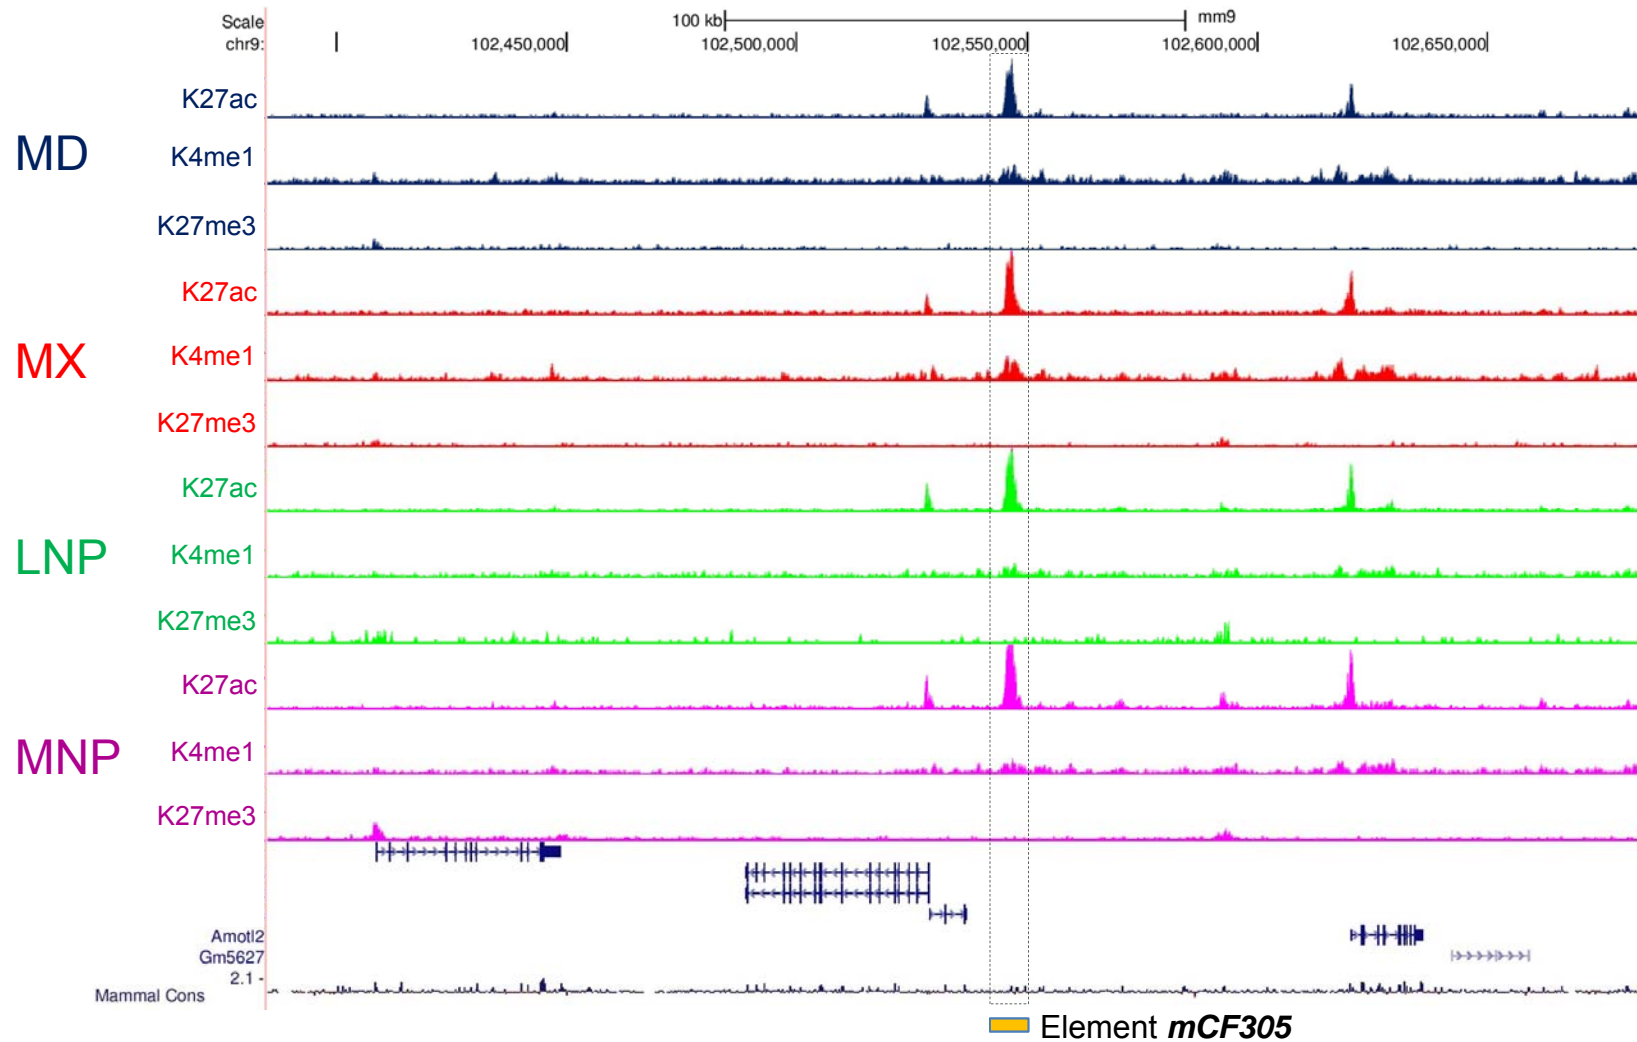 Scale 100 kb mm9
chr9: 102,450,000 102,500,000 102,550,000 102,600,000 102,650,000
K27ac
MD
K4me1
K27me3
K27ac
MX
K4me1
K27me3
K27ac
LNP
K4me1
K27me3
K27ac
MNP
K4me1
K27me3
Amotl2
Gm5627
2.1 -
Mammal Cons
Element mCF305